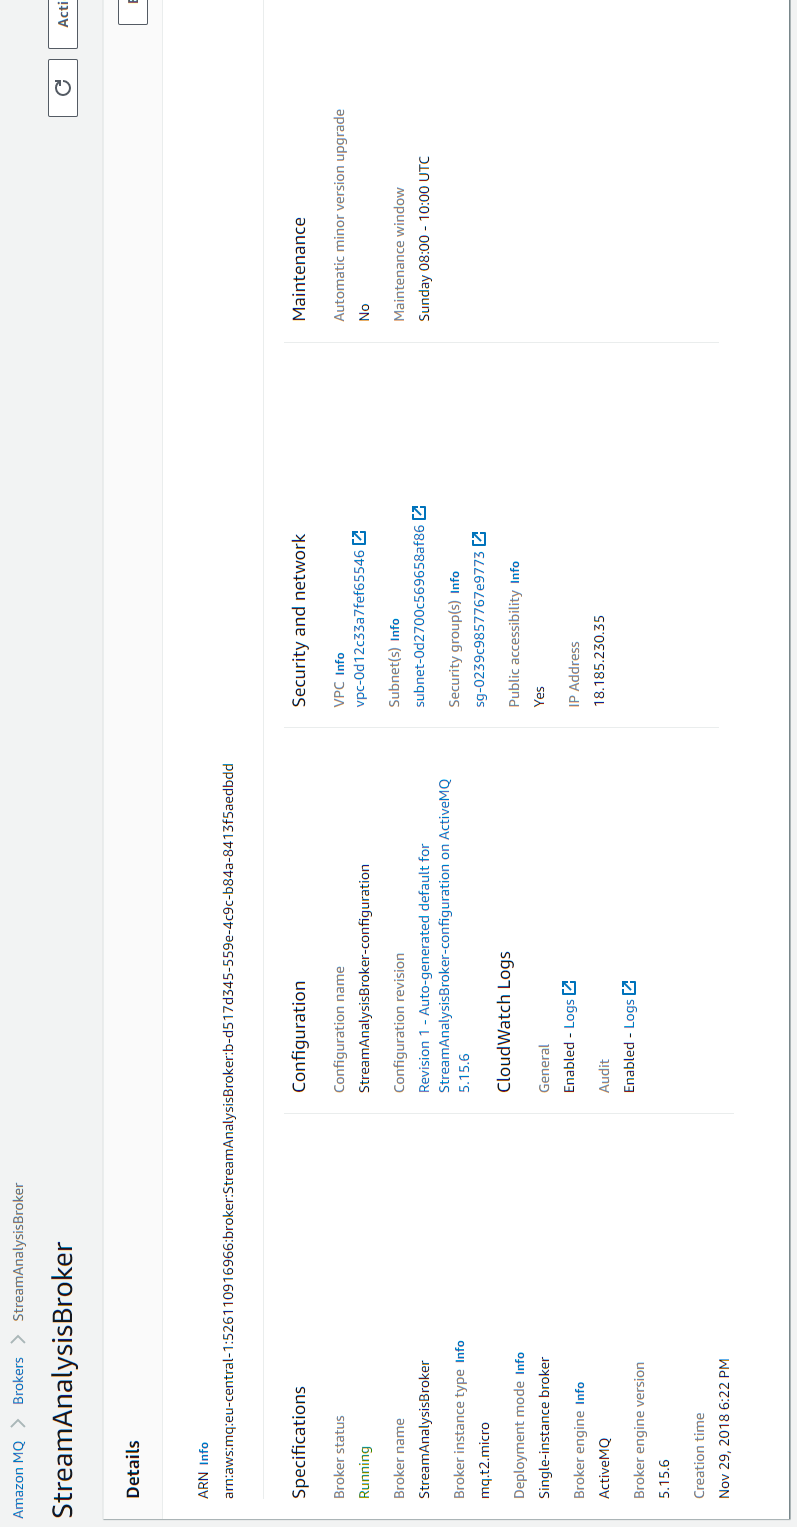 Amazon MQ > Brokers > StreamAnalysisBroker
StreamAnalysisBroker
Acti
Details
ARN Info
arn:aws:mq:eu-central-1:526110916966:broker:StreamAnalysisBroker:b-d517d345-559e-4c9c-b84a-8413f5aedbdd
Specifications
Broker status
Running
Broker name
StreamAnalysisBroker
Broker instance type Info
mq.t2.micro
Deployment mode Info
Single-instance broker
Broker engine Info
ActiveMQ
Broker engine version
5.15.6
Creation time
Nov 29, 2018 6:22 PM
Configuration
Configuration name
StreamAnalysisBroker-configuration
Configuration revision
Revision 1 - Auto-generated default for
StreamAnalysisBroker-configuration on ActiveMQ
5.15.6
CloudWatch Logs
General
Enabled - Logs
Audit
Enabled - Logs
Security and network
VPC Info
vpc-0d12c33a7fef65546
Subnet(s) Info
subnet-0d2700c569658af86
Security group(s) Info
sg-0239c9857767e9773
Public accessibility Info
Yes
IP Address
18.185.230.35
Maintenance
Automatic minor version upgrade
No
Maintenance window
Sunday 08:00 - 10:00 UTC